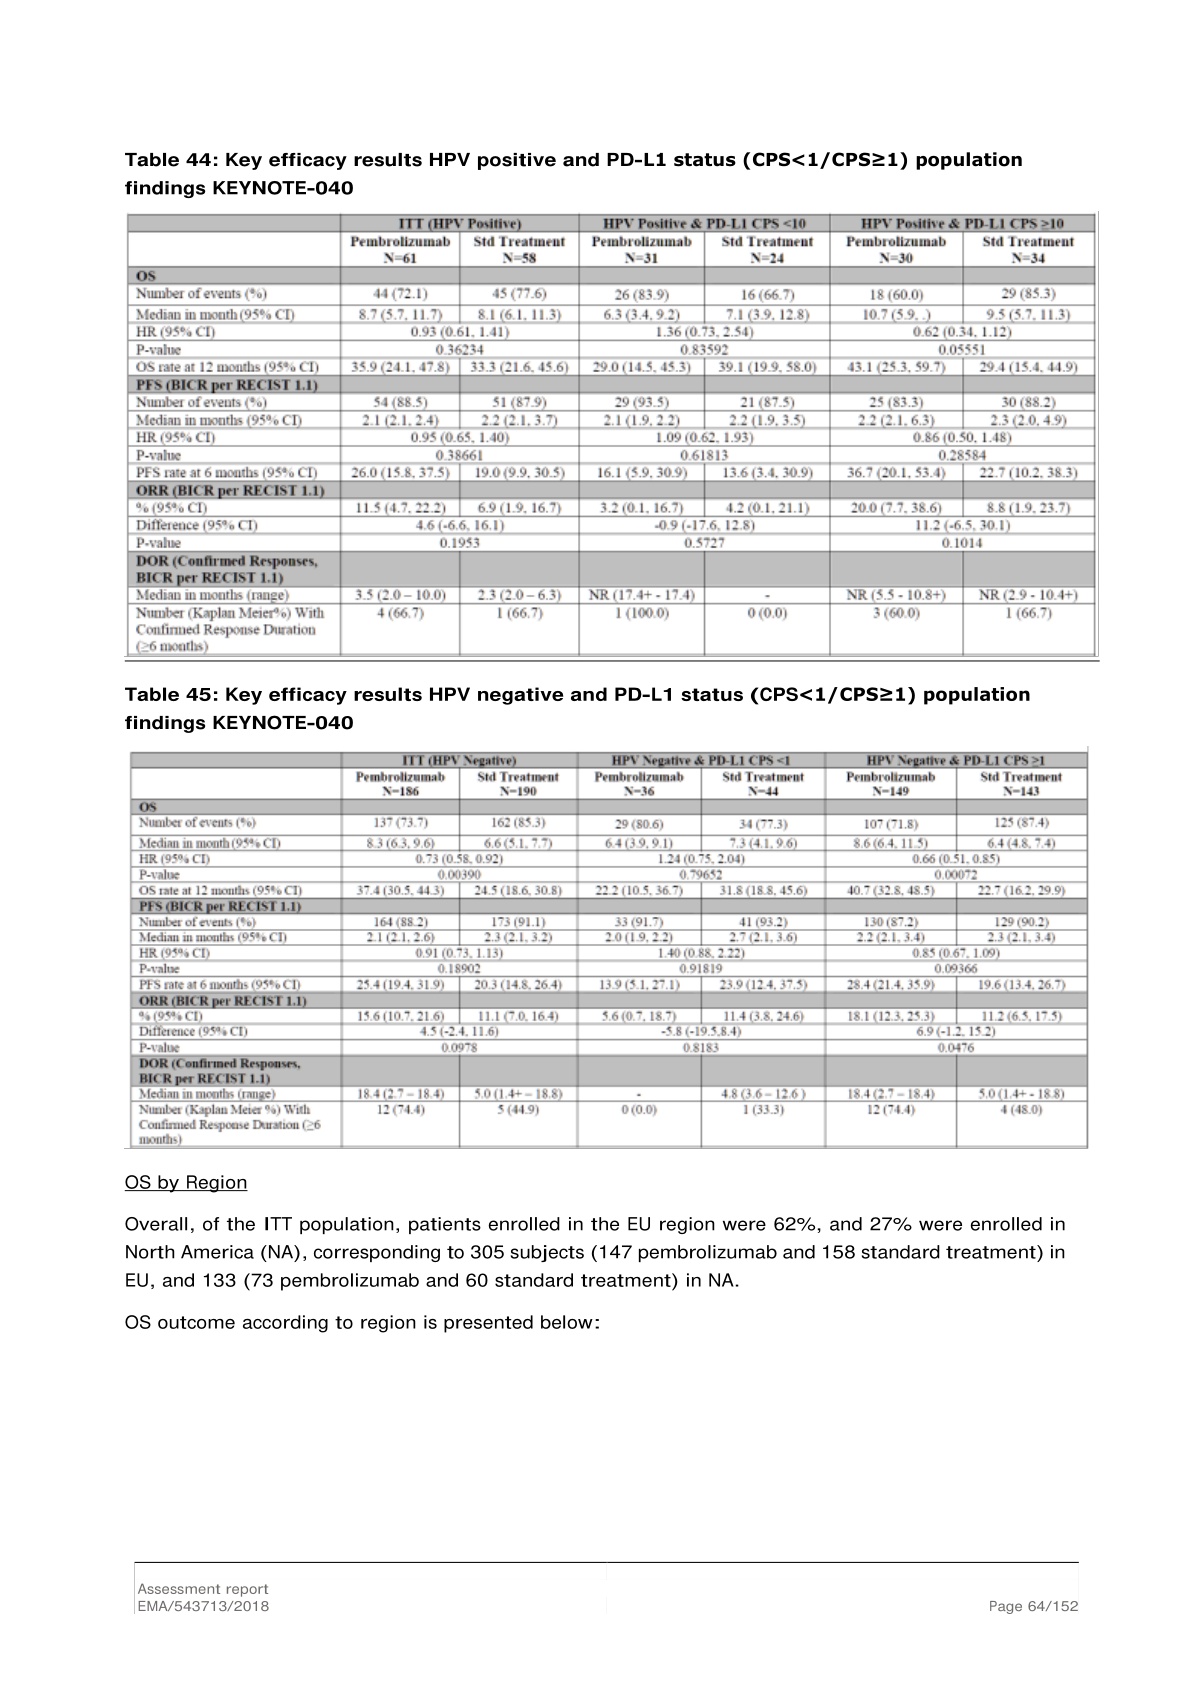 Table 44: Key efficacy results HPV positive and PD-L1 status (CPS<1/CPS≥1) population
findings KEYNOTE-040
ITT (HPV Positive) HPV Positive & PD-L1 CPS <10 HPV Positive & PD-L1 CPS ≥10
Pembrolizumab Std Treatment Pembrolizumab Std Treatment Pembrolizumab Std Treatment
N=61 N=58 N=31 N=24 N=30 N=34
OS
Number of events (%) 44 (72.1) 45 (77.6) 26 (83.9) 16 (66.7) 18 (60.0) 29 (85.3)
Median in month (95% CI) 8.7 (5.7, 11.7) 8.1 (6.1, 11.3) 6.3 (3.4, 9.2) 7.1 (3.9, 12.8) 10.7 (5.9, .) 9.5 (5.7, 11.3)
HR (95% CI) 0.93 (0.61, 1.41) 1.36 (0.73, 2.54) 0.62 (0.34, 1.12)
P-value 0.36234 0.83592 0.05551
OS rate at 12 months (95% CI) 35.9 (24.1, 47.8) 33.3 (21.6, 45.6) 29.0 (14.5, 45.3) 39.1 (19.9, 58.0) 43.1 (25.3, 59.7) 29.4 (15.4, 44.9)
PFS (BICR per RECIST 1.1)
Number of events (%) 54 (88.5) 51 (87.9) 29 (93.5) 21 (87.5) 25 (83.3) 30 (88.2)
Median in months (95% CI) 2.1 (2.1, 2.4) 2.2 (2.1, 3.7) 2.1 (1.9, 2.2) 2.2 (1.9, 3.5) 2.2 (2.1, 6.3) 2.3 (2.0, 4.9)
HR (95% CI) 0.95 (0.65, 1.40) 1.09 (0.62, 1.93) 0.86 (0.50, 1.48)
P-value 0.38661 0.61813 0.28584
PFS rate at 6 months (95% CI) 26.0 (15.8, 37.5) 19.0 (9.9, 30.5) 16.1 (5.9, 30.9) 13.6 (3.4, 30.9) 36.7 (20.1, 53.4) 22.7 (10.2, 38.3)
ORR (BICR per RECIST 1.1)
% (95% CI) 11.5 (4.7, 22.2) 6.9 (1.9, 16.7) 3.2 (0.1, 16.7) 4.2 (0.1, 21.1) 20.0 (7.7, 38.6) 8.8 (1.9, 23.7)
Difference (95% CI) 4.6 (-6.6, 16.1) -0.9 (-17.6, 12.8) 11.2 (-6.5, 30.1)
P-value 0.1953 0.5727 0.1014
DOR (Confirmed Responses,
BICR per RECIST 1.1)
Median in months (range) 3.5 (2.0 – 10.0) 2.3 (2.0 – 6.3) NR (17.4+ - 17.4) - NR (5.5 - 10.8+) NR (2.9 - 10.4+)
Number (Kaplan Meier%) With 4 (66.7) 1 (66.7) 1 (100.0) 0 (0.0) 3 (60.0) 1 (66.7)
Confirmed Response Duration
(≥6 months)
Table 45: Key efficacy results HPV negative and PD-L1 status (CPS<1/CPS≥1) population
findings KEYNOTE-040
ITT (HPV Negative) HPV Negative & PD-L1 CPS <1 HPV Negative & PD-L1 CPS ≥1
Pembrolizumab Std Treatment Pembrolizumab Std Treatment Pembrolizumab Std Treatment
N=186 N=190 N=36 N=44 N=149 N=143
OS
Number of events (%) 137 (73.7) 162 (85.3) 29 (80.6) 34 (77.3) 107 (71.8) 125 (87.4)
Median in month (95% CI) 8.3 (6.3, 9.6) 6.6 (5.1, 7.7) 6.4 (3.9, 9.1) 7.3 (4.1, 9.6) 8.6 (6.4, 11.5) 6.4 (4.8, 7.4)
HR (95% CI) 0.73 (0.58, 0.92) 1.24 (0.75, 2.04) 0.66 (0.51, 0.85)
P-value 0.00390 0.79652 0.00072
OS rate at 12 months (95% CI) 37.4 (30.5, 44.3) 24.5 (18.6, 30.8) 22.2 (10.5, 36.7) 31.8 (18.8, 45.6) 40.7 (32.8, 48.5) 22.7 (16.2, 29.9)
PFS (BICR per RECIST 1.1)
Number of events (%) 164 (88.2) 173 (91.1) 33 (91.7) 41 (93.2) 130 (87.2) 129 (90.2)
Median in months (95% CI) 2.1 (2.1, 2.6) 2.3 (2.1, 3.2) 2.0 (1.9, 2.2) 2.7 (2.1, 3.6) 2.2 (2.1, 3.4) 2.3 (2.1, 3.4)
HR (95% CI) 0.91 (0.73, 1.13) 1.40 (0.88, 2.22) 0.85 (0.67, 1.09)
P-value 0.18902 0.91819 0.09366
PFS rate at 6 months (95% CI) 25.4 (19.4, 31.9) 20.3 (14.8, 26.4) 13.9 (5.1, 27.1) 23.9 (12.4, 37.5) 28.4 (21.4, 35.9) 19.6 (13.4, 26.7)
ORR (BICR per RECIST 1.1)
% (95% CI) 15.6 (10.7, 21.6) 11.1 (7.0, 16.4) 5.6 (0.7, 18.7) 11.4 (3.8, 24.6) 18.1 (12.3, 25.3) 11.2 (6.5, 17.5)
Difference (95% CI) 4.5 (-2.4, 11.6) -5.8 (-19.5,8.4) 6.9 (-1.2, 15.2)
P-value 0.0978 0.8183 0.0476
DOR (Confirmed Responses,
BICR per RECIST 1.1)
Median in months (range) 18.4 (2.7 – 18.4) 5.0 (1.4+ – 18.8) - 4.8 (3.6 – 12.6 ) 18.4 (2.7 – 18.4) 5.0 (1.4+ - 18.8)
Number (Kaplan Meier %) With 12 (74.4) 5 (44.9) 0 (0.0) 1 (33.3) 12 (74.4) 4 (48.0)
Confirmed Response Duration (≥6
months)
OS by Region
Overall, of the ITT population, patients enrolled in the EU region were 62%, and 27% were enrolled in
North America (NA), corresponding to 305 subjects (147 pembrolizumab and 158 standard treatment) in
EU, and 133 (73 pembrolizumab and 60 standard treatment) in NA.
OS outcome according to region is presented below:
Assessment report
EMA/543713/2018 Page 64/152